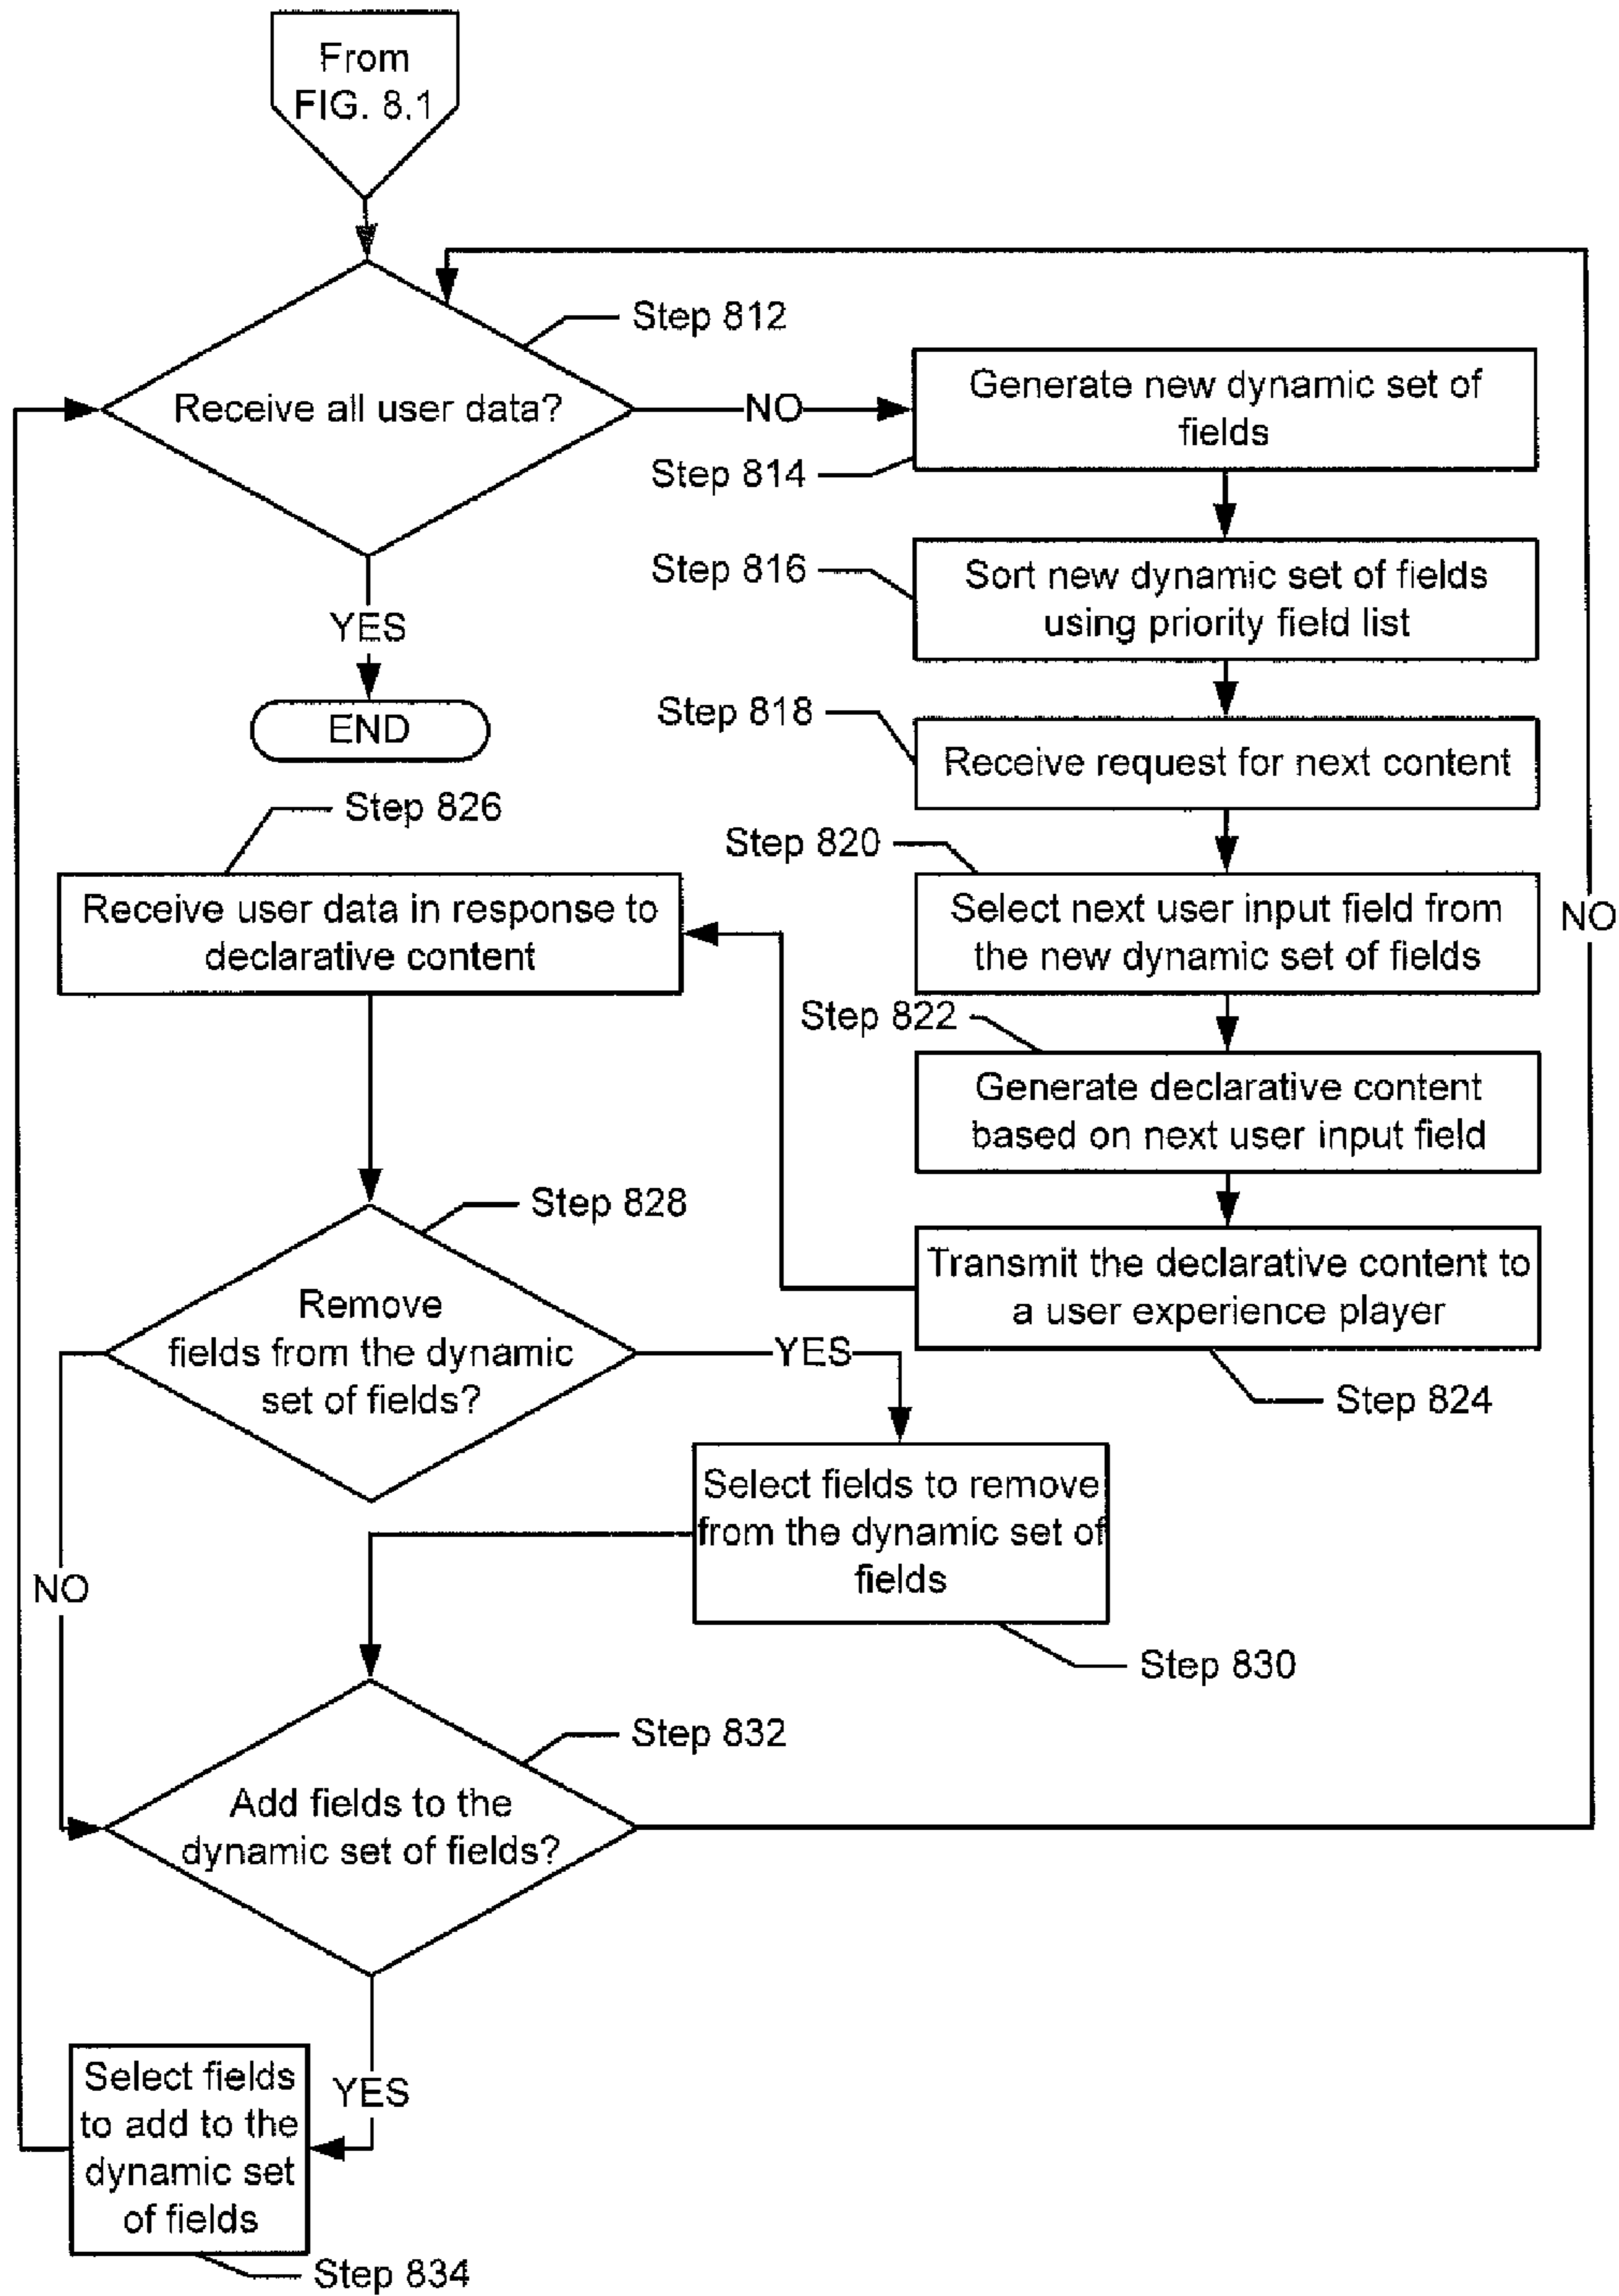 From
FIG. 8.1
Step 812
Receive all user data?
NO
Generate new dynamic set of
fields
Step 814
Step 816
Sort new dynamic set of fields
using priority field list
YES
END
Step 818
Receive request for next content
Step 826
Step 820
Receive user data in response to
declarative content
Select next user input field from
the new dynamic set of fields
NO
Step 822
Generate declarative content
based on next user input field
Step 828
Transmit the declarative content to
a user experience player
Remove
fields from the dynamic
set of fields?
YES
Step 824
Select fields to remove
from the dynamic set of
fields
NO
Step 830
Step 832
Add fields to the
dynamic set of fields?
Select fields
to add to the
dynamic set
of fields
YES
Step 834